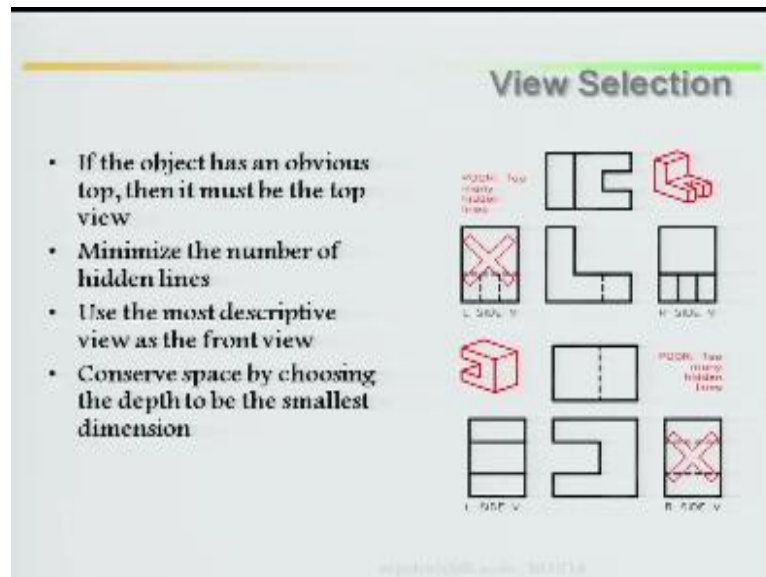 View Selection
• If the object has an obvious
top, then it must be the top
view
• Minimize the number of
hidden lines
• Use the most descriptive
view as the front view
• Conserve space by choosing
the depth to be the smallest
dimension
POOR: Too
many
hidden
lines
L SIDE V
R SIDE V
POOR: Too
many
hidden
lines
L SIDE V
R SIDE V